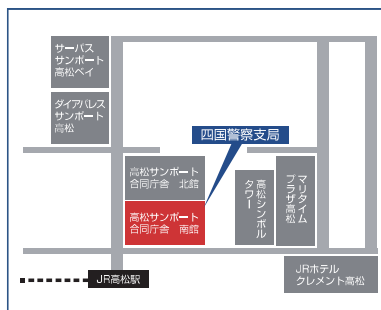 サーパス
サンポート
高松ベイ
ダイアパレス
サンポート
高松
四国警察支局
高松サンポート
合同庁舎 北館
高松サンポート
合同庁舎 南館
高松シンボル
タワー
マリタイム
プラザ高松
JR高松駅
JRホテル
クレメント高松